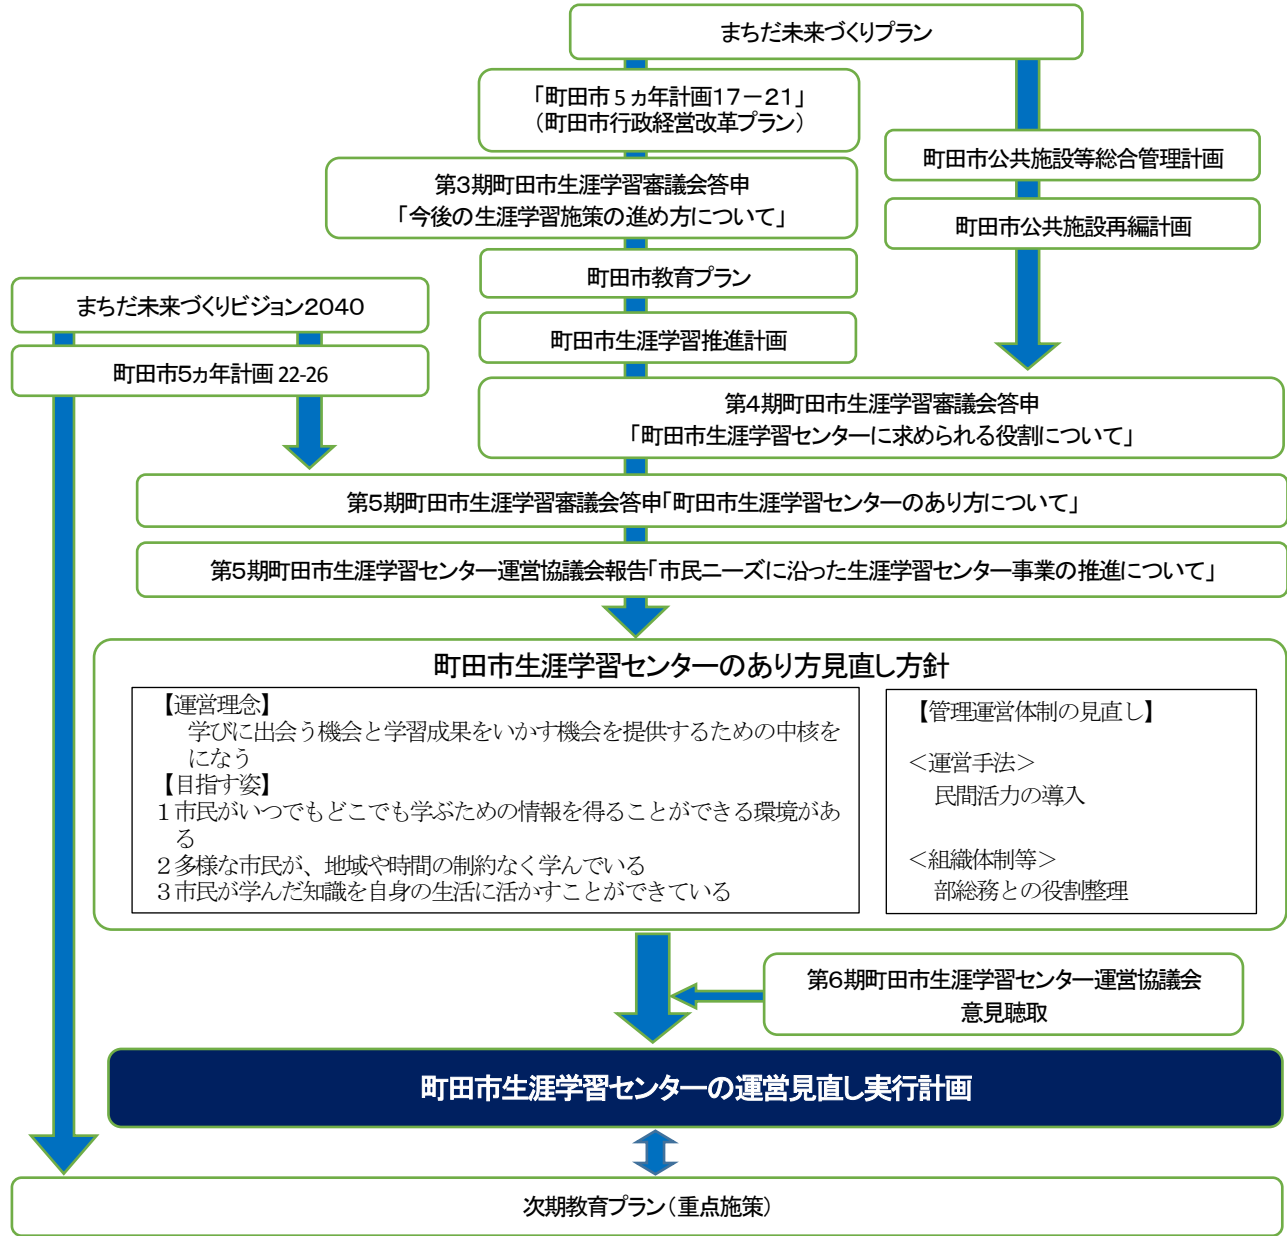 まちだ未来づくりプラン
「町田市５ヵ年計画１７－２１」
（町田市行政経営改革プラン）
町田市公共施設等総合管理計画
第３期町田市生涯学習審議会答申
「今後の生涯学習施策の進め方について」
町田市公共施設再編計画
町田市教育プラン
まちだ未来づくりビジョン２０４０
町田市生涯学習推進計画
町田市５ヵ年計画 22-26
第４期町田市生涯学習審議会答申
「町田市生涯学習センターに求められる役割について」
第５期町田市生涯学習審議会答申「町田市生涯学習センターのあり方について」
第５期町田市生涯学習センター運営協議会報告「市民ニーズに沿った生涯学習センター事業の推進について」
町田市生涯学習センターのあり方見直し方針
【運営理念】
学びに出会う機会と学習成果をいかす機会を提供するための中核を
になう
【目指す姿】
１市民がいつでもどこでも学ぶための情報を得ることができる環境があ
る
２多様な市民が、地域や時間の制約なく学んでいる
３市民が学んだ知識を自身の生活に活かすことができている
【管理運営体制の見直し】
＜運営手法＞
民間活力の導入
＜組織体制等＞
部総務との役割整理
第６期町田市生涯学習センター運営協議会
意見聴取
町田市生涯学習センターの運営見直し実行計画
次期教育プラン（重点施策）